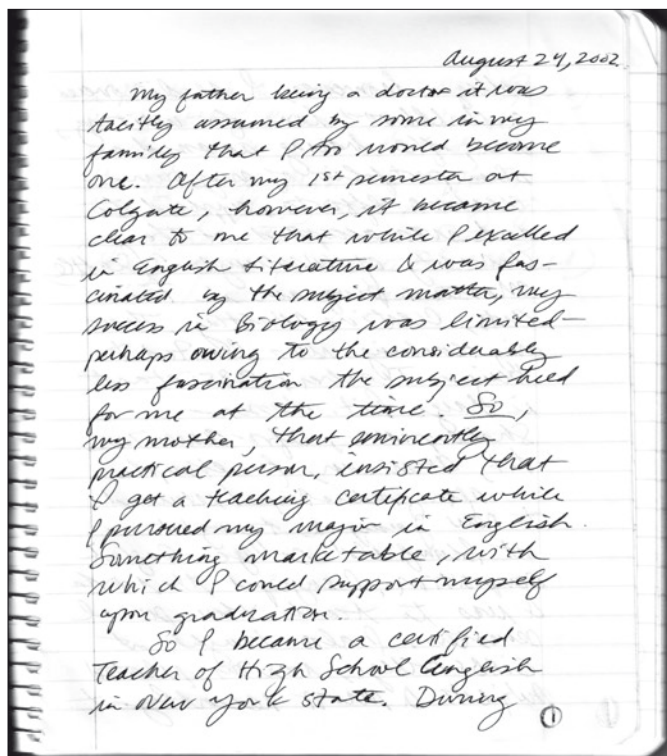 August 24, 2002
My father being a doctor it was
tacitly assumed by some in my
family that I too would become
one. After my 1st semester at
Colgate, however, it became
clear to me that while I excelled
in English Literature & was fas-
cinated by the subject matter, my
success in Biology was limited—
perhaps owing to the considerably
less fascination the subject held
for me at the time. So,
my mother, that eminently
practical person, insisted that
I get a teaching certificate while
I pursued my major in English.
Something marketable, with
which I could support myself
upon graduation.
So I became a certified
Teacher of High School English
in New York State. During
1